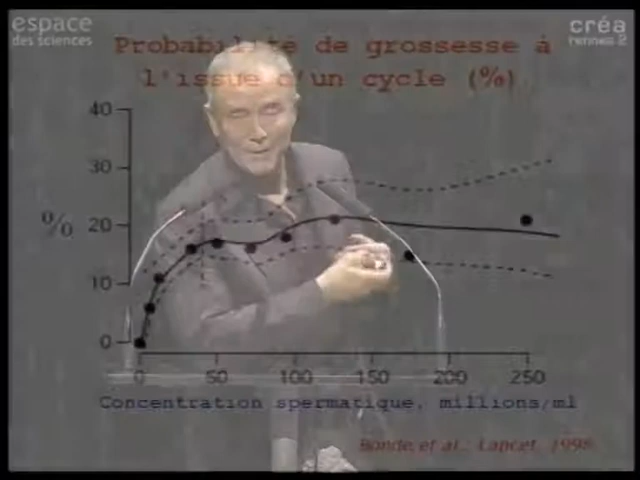 espace
des sciences
créa
rennes 2
Probabilité de grossesse à
l'issue d'un cycle (%)
40
30
%
20
10
0
0 50 100 150 200 250
Concentration spermatique, millions/ml
Bonde et al., Lancet, 1998